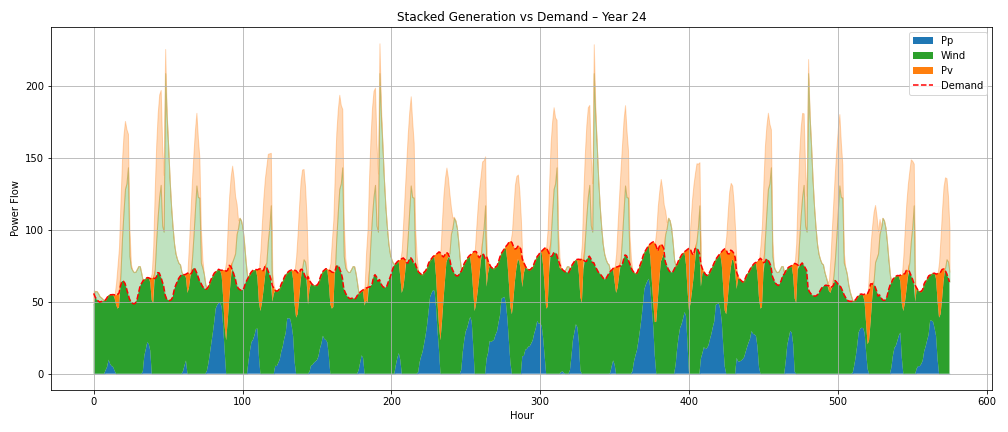 Stacked Generation vs Demand – Year 24
Pp
Wind
Pv
Demand
Power Flow
200
150
100
50
0
0 100 200 300 400 500 600
Hour